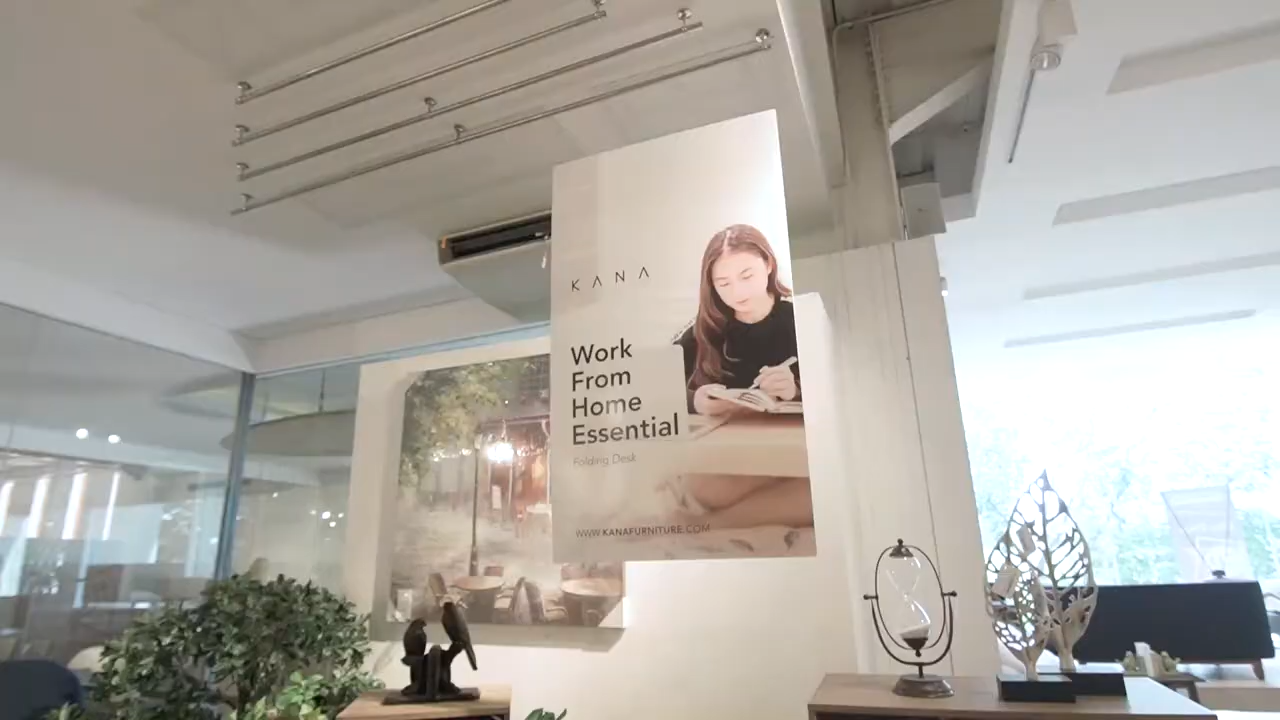 KANA
Work
From
Home
Essential
Folding Desk
WWW.KANAFURNITURE.COM